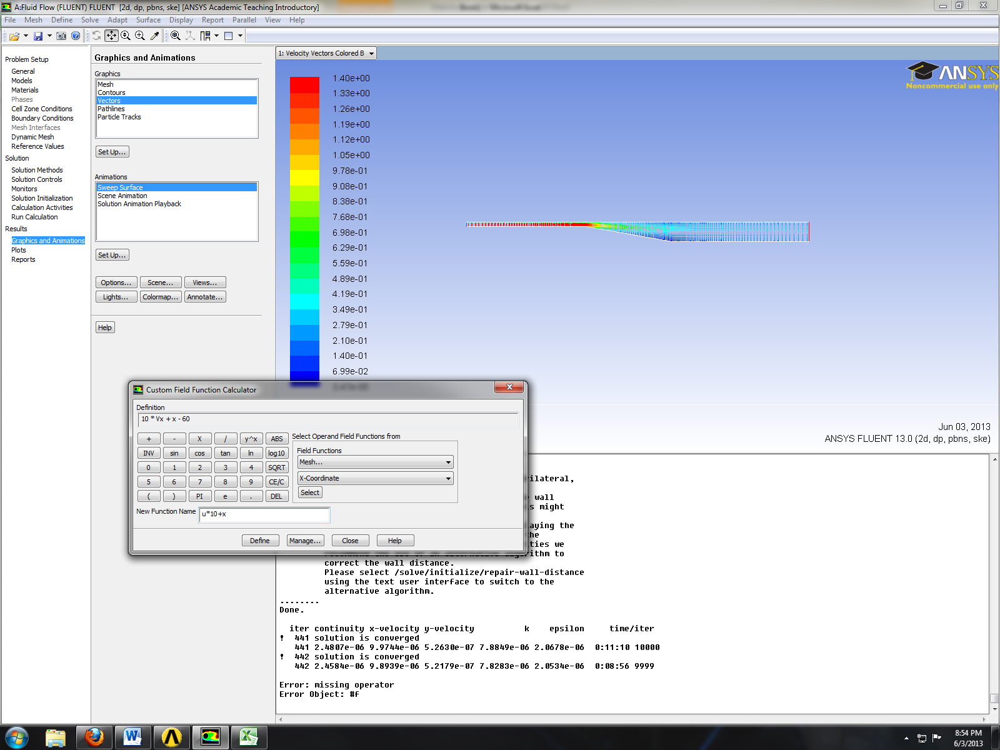 A:Fluid Flow (FLUENT) FLUENT [2d, dp, pbns, ske] [ANSYS Academic Teaching Introductory]
File Mesh Define Solve Adapt Surface Display Report Parallel View Help
Problem Setup
General
Models
Materials
Phases
Cell Zone Conditions
Boundary Conditions
Mesh Interfaces
Dynamic Mesh
Reference Values
Solution
Solution Methods
Solution Controls
Monitors
Solution Initialization
Calculation Activities
Run Calculation
Results
Graphics and Animations
Plots
Reports
Graphics and Animations
Graphics
Mesh
Contours
Vectors
Pathlines
Particle Tracks
Set Up...
Animations
Sweep Surface
Scene Animation
Solution Animation Playback
Set Up...
Options... Scene... Views...
Lights... Colormap... Annotate...
Help
1: Velocity Vectors Colored B
ANSYS
Noncommercial use only
1.40e+00
1.33e+00
1.26e+00
1.19e+00
1.12e+00
1.05e+00
9.78e-01
9.08e-01
8.38e-01
7.68e-01
6.98e-01
6.29e-01
5.59e-01
4.89e-01
4.19e-01
3.49e-01
2.79e-01
2.10e-01
1.40e-01
6.99e-02
Jun 03, 2013
ANSYS FLUENT 13.0 (2d, dp, pbns, ske)
Custom Field Function Calculator
Definition
10 * Vx + x - 60
+ - X / y^x ABS
INV sin cos tan ln log10
0 1 2 3 4 SQRT
5 6 7 8 9 CE/C
( ) PI e . DEL
Select Operand Field Functions from
Field Functions
Mesh...
X-Coordinate
Select
New Function Name u*10+x
Define Manage... Close Help
ilateral,
wall
s might
aying the
he
ties we
algorithm to
correct the wall distance.
Please select /solve/initialize/repair-wall-distance
using the text user interface to switch to the
alternative algorithm.
--------
Done.
iter continuity x-velocity y-velocity k epsilon time/iter
! 441 solution is converged
441 2.4807e-06 9.9744e-06 5.2630e-07 7.8849e-06 2.0678e-06 0:11:10 10000
! 442 solution is converged
442 2.4584e-06 9.8939e-06 5.2179e-07 7.8283e-06 2.0534e-06 0:08:56 9999
Error: missing operator
Error Object: #f
8:54 PM
6/3/2013